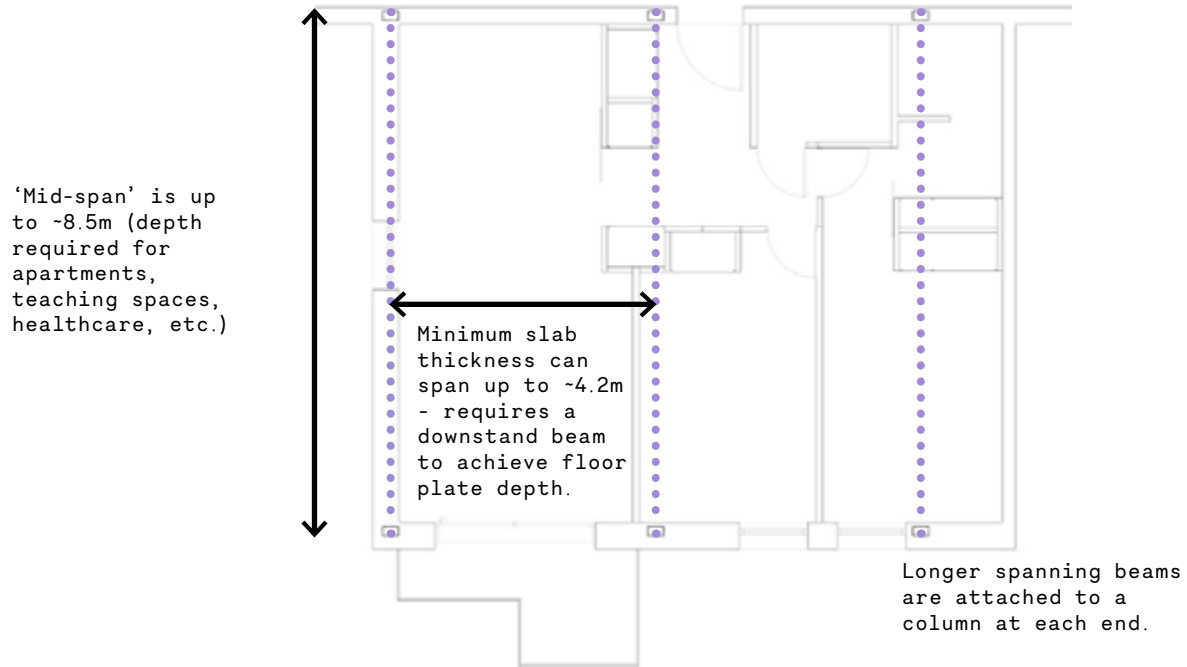 ‘Mid-span’ is up
to ~8.5m (depth
required for
apartments,
teaching spaces,
healthcare, etc.)
Minimum slab
thickness can
span up to ~4.2m
- requires a
downstand beam
to achieve floor
plate depth.
Longer spanning beams
are attached to a
column at each end.